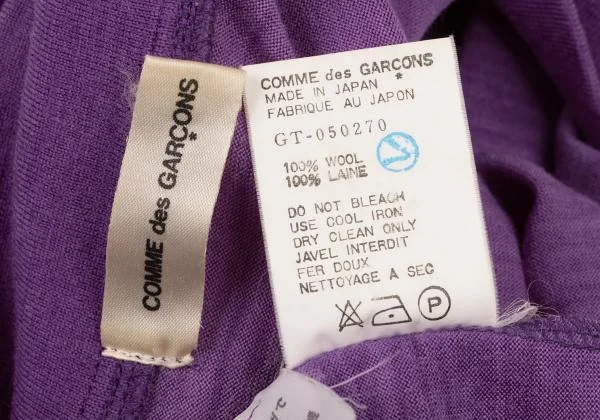 COMME des GARÇONS
COMME des GARCONS
MADE IN JAPAN
FABRIQUE AU JAPON
GT-050270
100% WOOL
100% LAINE
DO NOT BLEACH
USE COOL IRON
DRY CLEAN ONLY
JAVEL INTERDIT
FER DOUX
NETTOYAGE A SEC
P